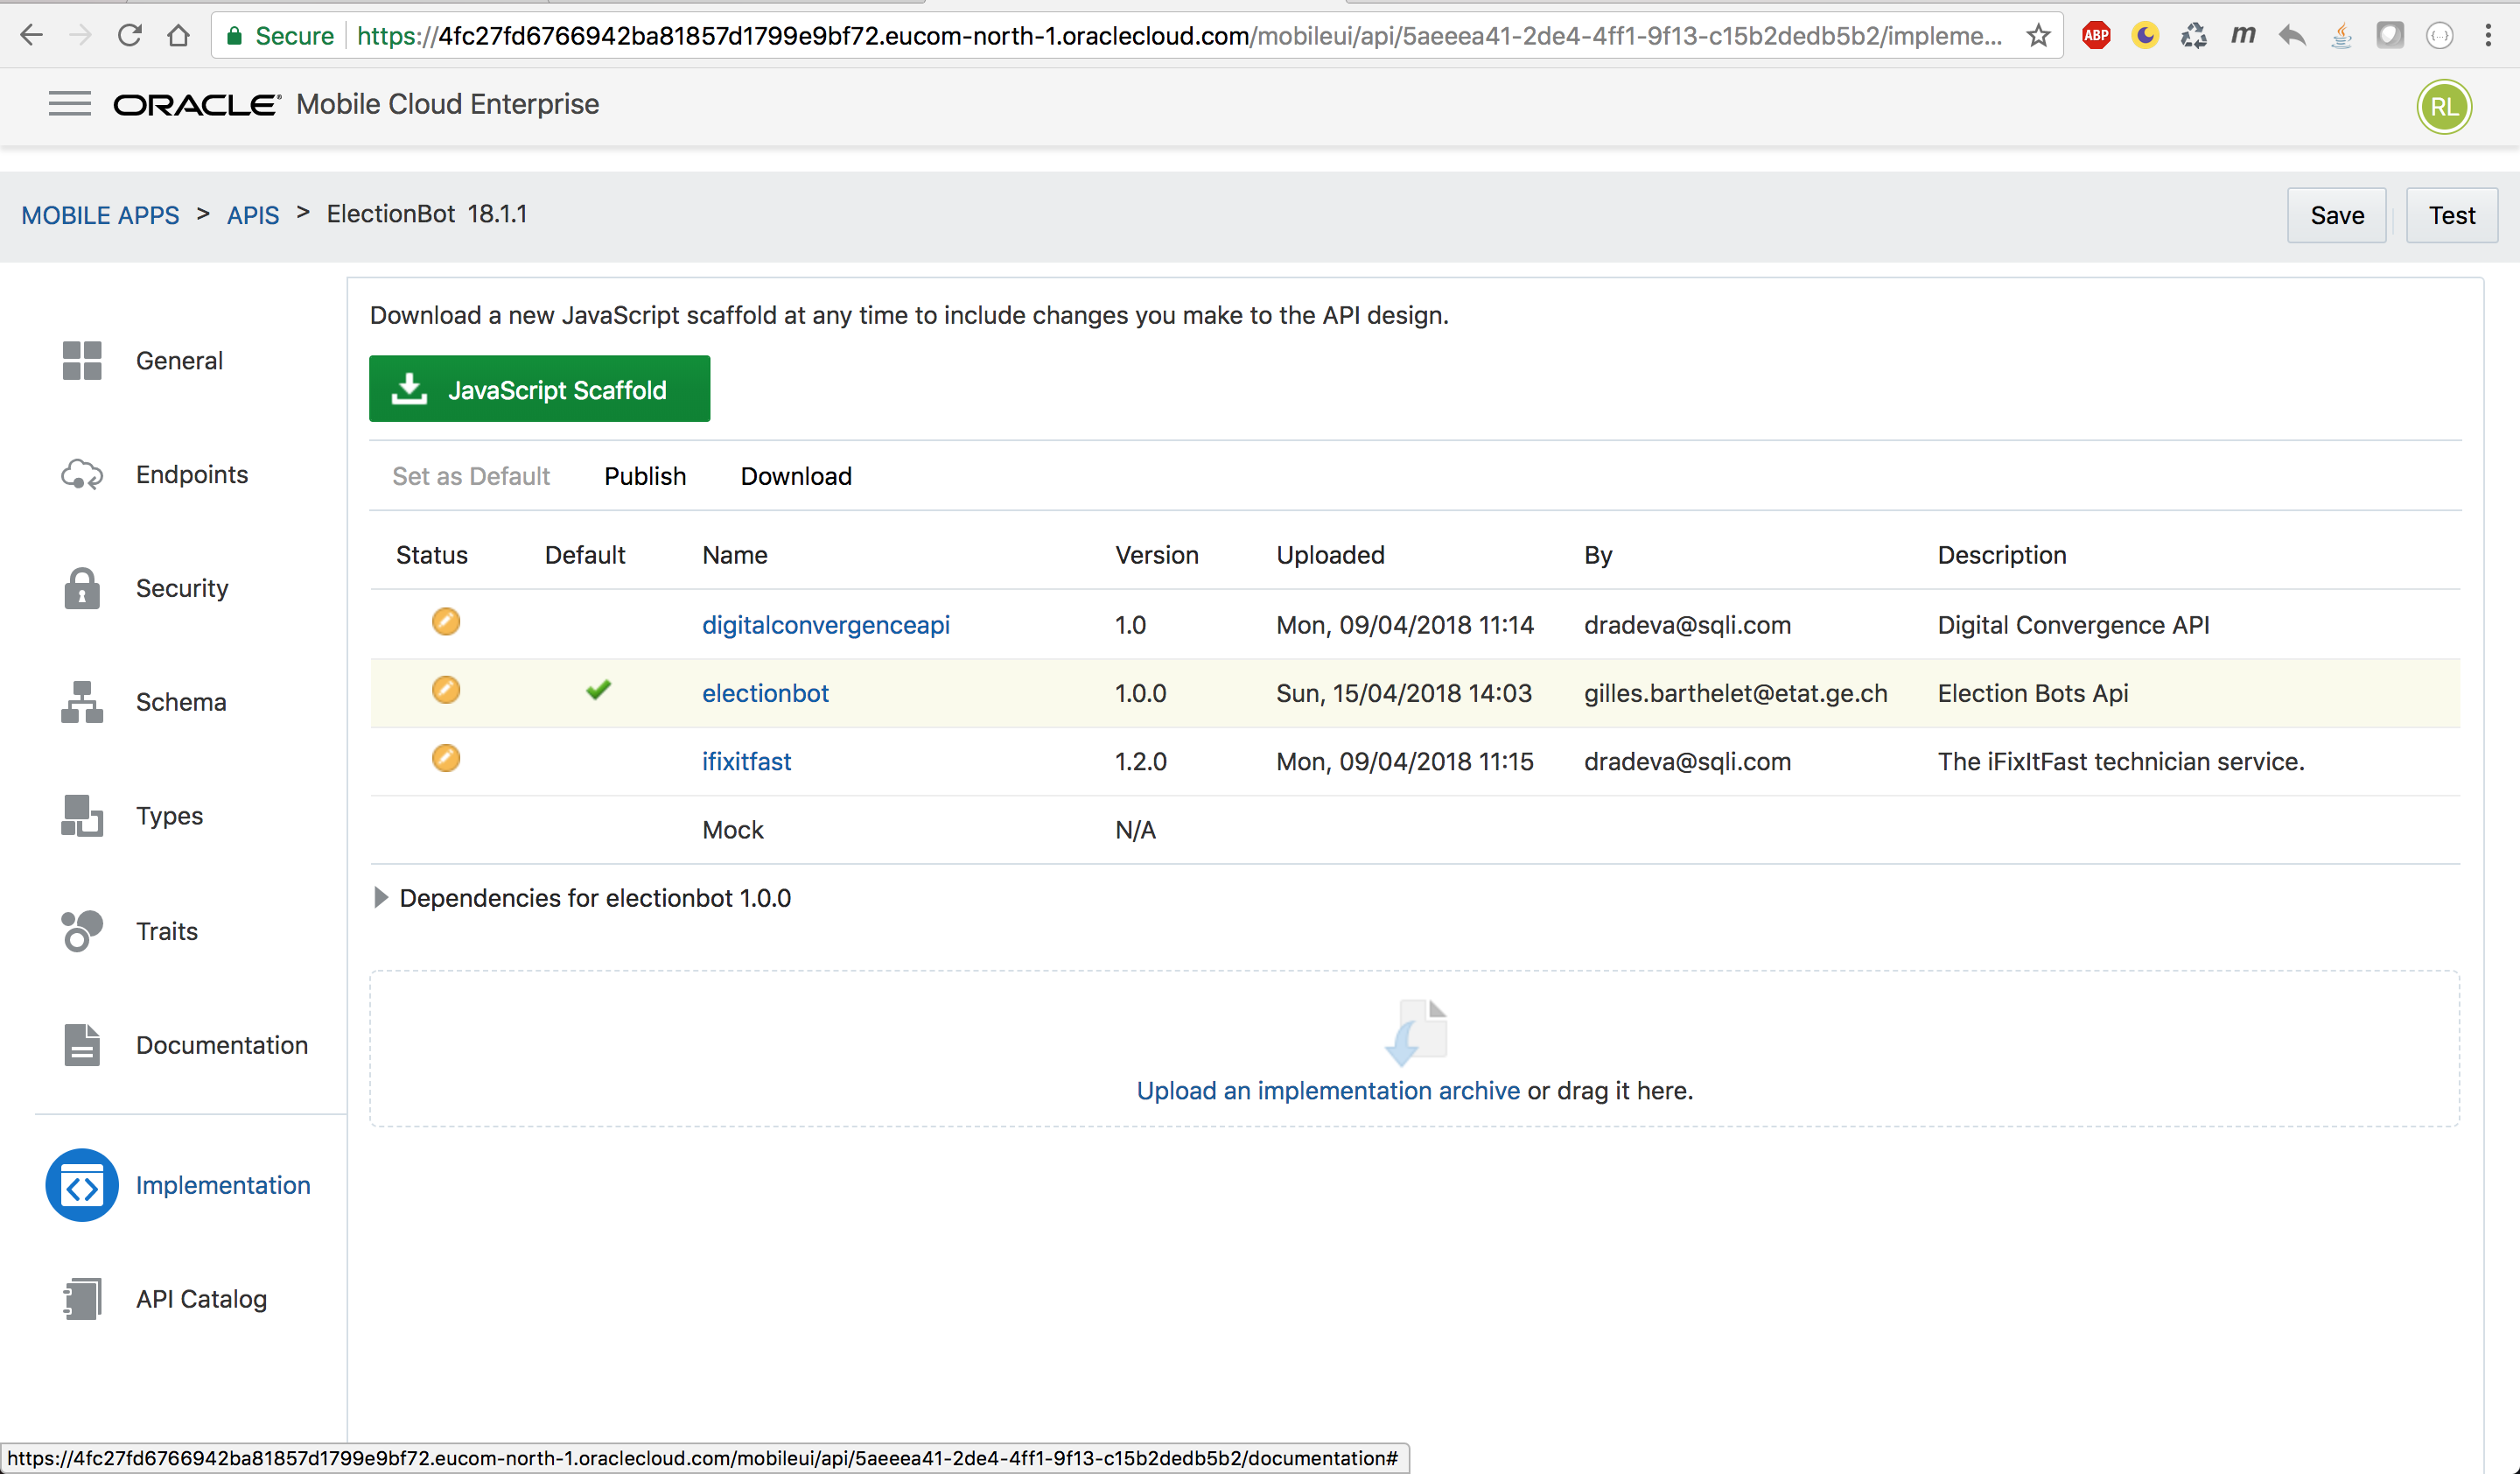 Secure https://4fc27fd6766942ba81857d1799e9bf72.eucom-north-1.oraclecloud.com/mobileui/api/5aeeea41-2de4-4ff1-9f13-c15b2dedb5b2/impleme... ABP m {...}
ORACLE® Mobile Cloud Enterprise RL
MOBILE APPS > APIS > ElectionBot 18.1.1 Save Test
Download a new JavaScript scaffold at any time to include changes you make to the API design.
General
JavaScript Scaffold
Endpoints
Set as Default Publish Download
Status Default Name Version Uploaded By Description
Security
digitalconvergenceapi 1.0 Mon, 09/04/2018 11:14 dradeva@sqli.com Digital Convergence API
Schema
electionbot 1.0.0 Sun, 15/04/2018 14:03 gilles.barthelet@etat.ge.ch Election Bots Api
ifixitfast 1.2.0 Mon, 09/04/2018 11:15 dradeva@sqli.com The iFixItFast technician service.
Types
Mock N/A
Dependencies for electionbot 1.0.0
Traits
Documentation
Upload an implementation archive or drag it here.
Implementation
API Catalog
https://4fc27fd6766942ba81857d1799e9bf72.eucom-north-1.oraclecloud.com/mobileui/api/5aeeea41-2de4-4ff1-9f13-c15b2dedb5b2/documentation#